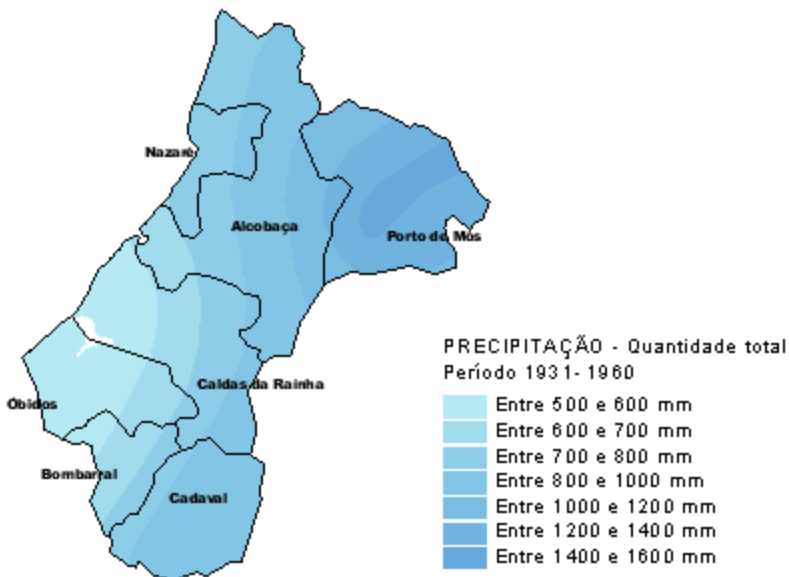 Nazaré
Alcobaça
Porto de Mós
Caldas da Rainha
Óbidos
Bombarral
Cadaval
PRECIPITAÇÃO - Quantidade total
Período 1931-1960
Entre 500 e 600 mm
Entre 600 e 700 mm
Entre 700 e 800 mm
Entre 800 e 1000 mm
Entre 1000 e 1200 mm
Entre 1200 e 1400 mm
Entre 1400 e 1600 mm